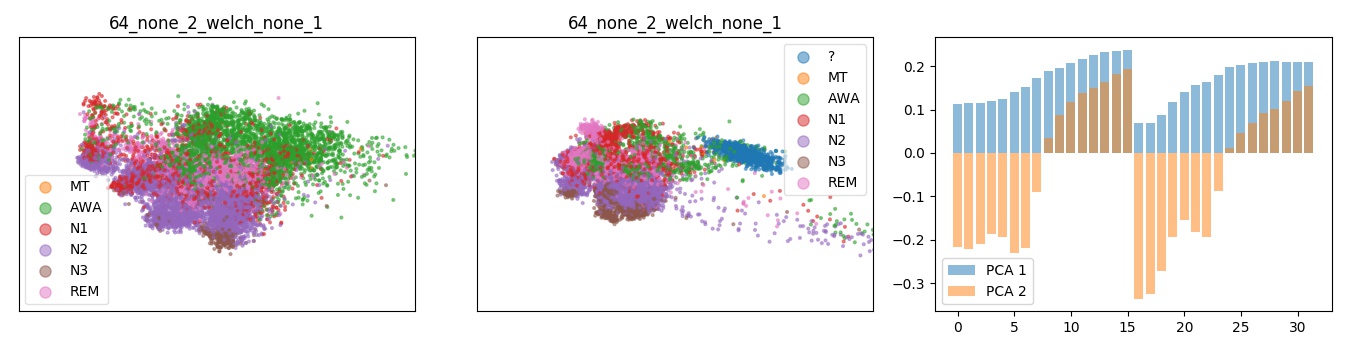 64_none_2_welch_none_1
MT
AWA
N1
N2
N3
REM
64_none_2_welch_none_1
?
MT
AWA
N1
N2
N3
REM
0.2
0.1
0.0
−0.1
−0.2
−0.3
PCA 1
PCA 2
0 5 10 15 20 25 30